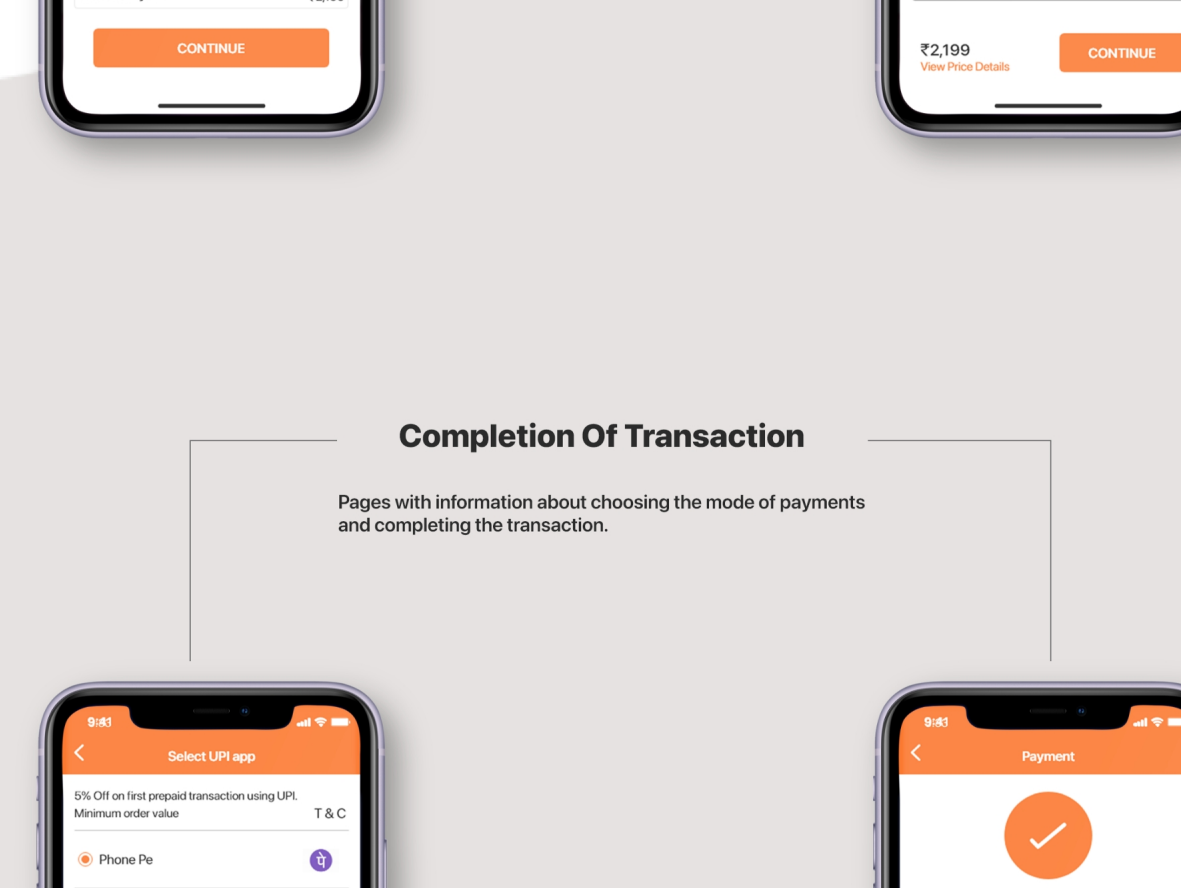 CONTINUE
₹2,199
View Price Details
CONTINUE
Completion Of Transaction
Pages with information about choosing the mode of payments
and completing the transaction.
Select UPI app
5% Off on first prepaid transaction using UPI.
Minimum order value
T & C
Phone Pe
पे
9:41
Payment